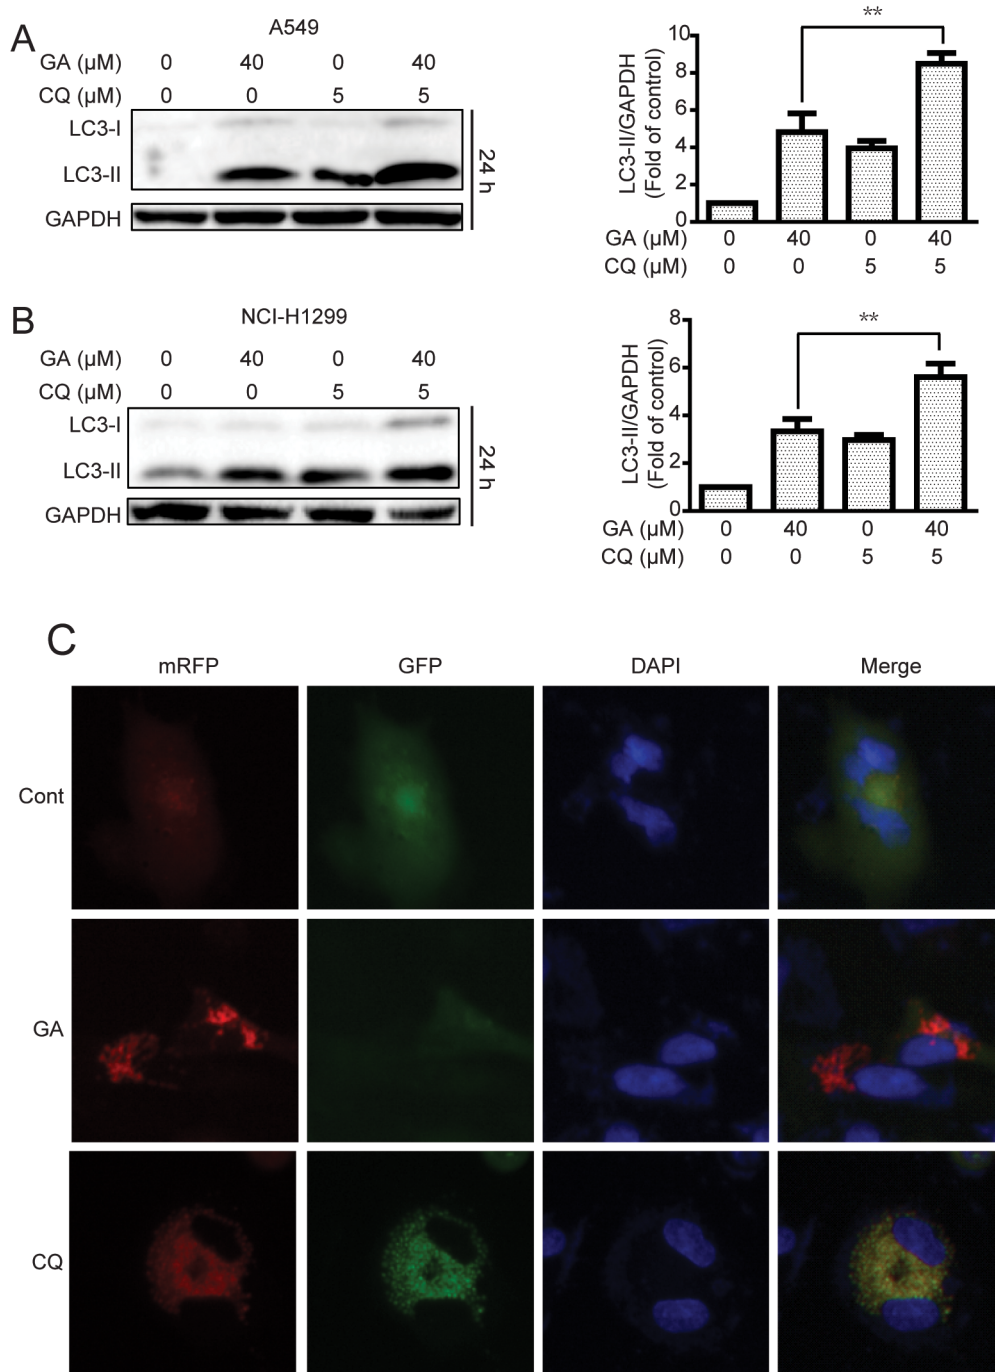 A
A549
GA (µM) 0 40 0 40
CQ (µM) 0 0 5 5
LC3-I
LC3-II
GAPDH
24 h
**
LC3-II/GAPDH
(Fold of control)
10
8
6
4
2
0
GA (µM) 0 40 0 40
CQ (µM) 0 0 5 5
B
NCI-H1299
GA (µM) 0 40 0 40
CQ (µM) 0 0 5 5
LC3-I
LC3-II
GAPDH
24 h
**
LC3-II/GAPDH
(Fold of control)
8
6
4
2
0
GA (µM) 0 40 0 40
CQ (µM) 0 0 5 5
C
mRFP GFP DAPI Merge
Cont
GA
CQ